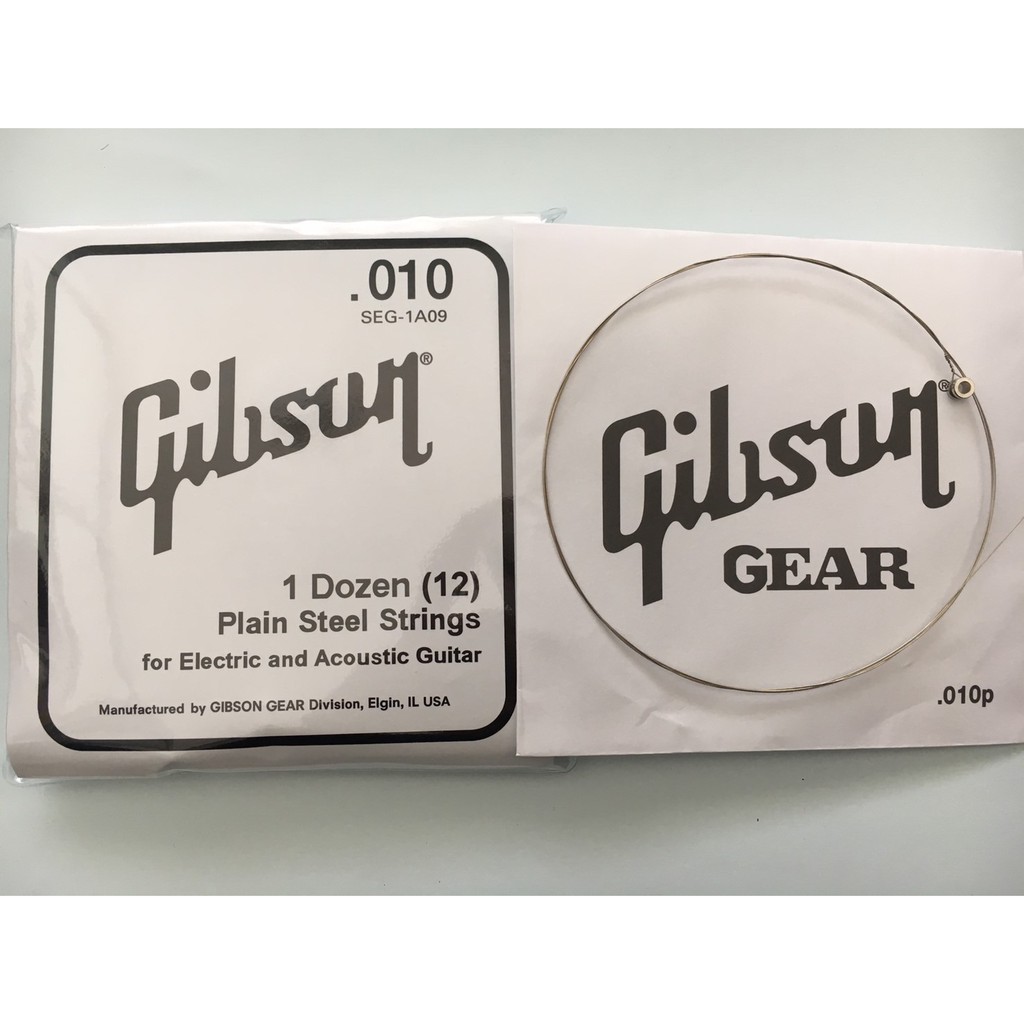 .010
SEG-1A09
Gibson®
1 Dozen (12)
Plain Steel Strings
for Electric and Acoustic Guitar
Manufactured by GIBSON GEAR Division, Elgin, IL USA
Gibson®
GEAR
.010p